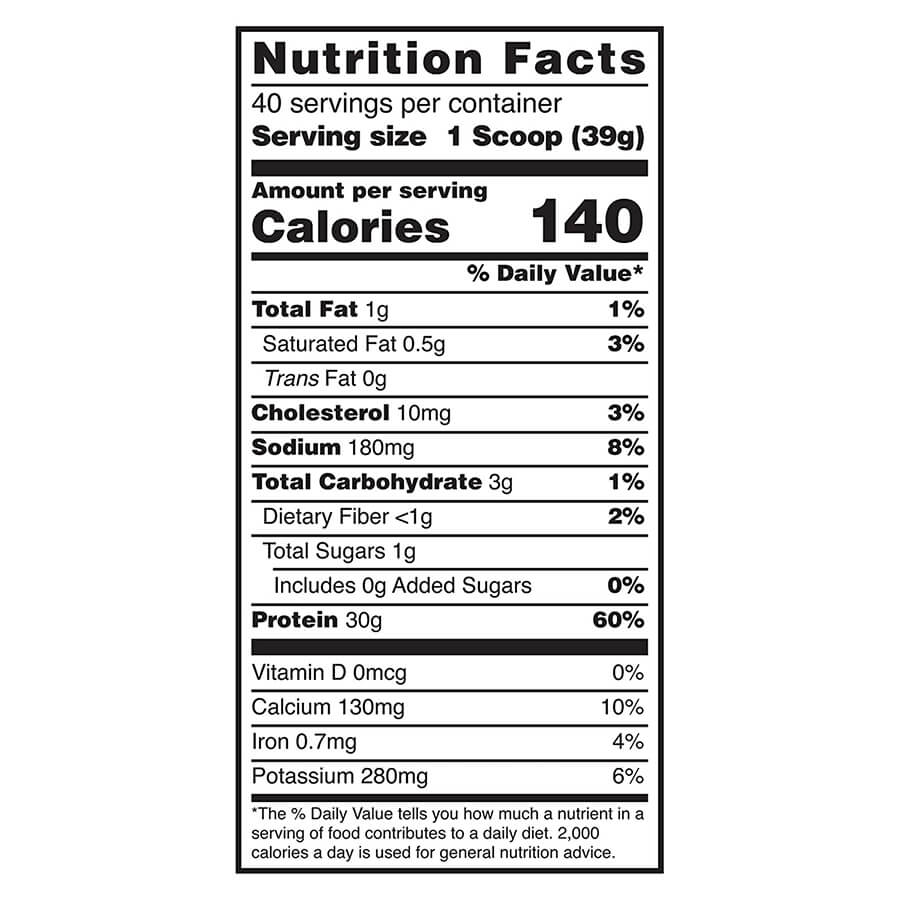 Nutrition Facts
40 servings per container
Serving size 1 Scoop (39g)
Amount per serving
Calories 140
% Daily Value*
Total Fat 1g 1%
Saturated Fat 0.5g 3%
Trans Fat 0g
Cholesterol 10mg 3%
Sodium 180mg 8%
Total Carbohydrate 3g 1%
Dietary Fiber <1g 2%
Total Sugars 1g
Includes 0g Added Sugars 0%
Protein 30g 60%
Vitamin D 0mcg 0%
Calcium 130mg 10%
Iron 0.7mg 4%
Potassium 280mg 6%
*The % Daily Value tells you how much a nutrient in a
serving of food contributes to a daily diet. 2,000
calories a day is used for general nutrition advice.